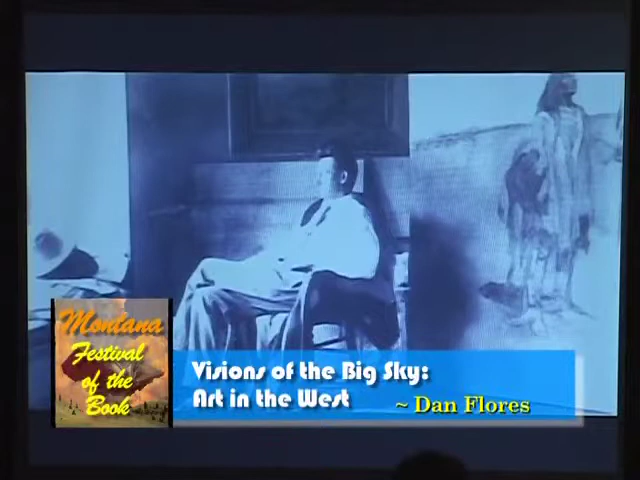 Montana
Festival
of the
Book
Visions of the Big Sky:
Art in the West
~ Dan Flores